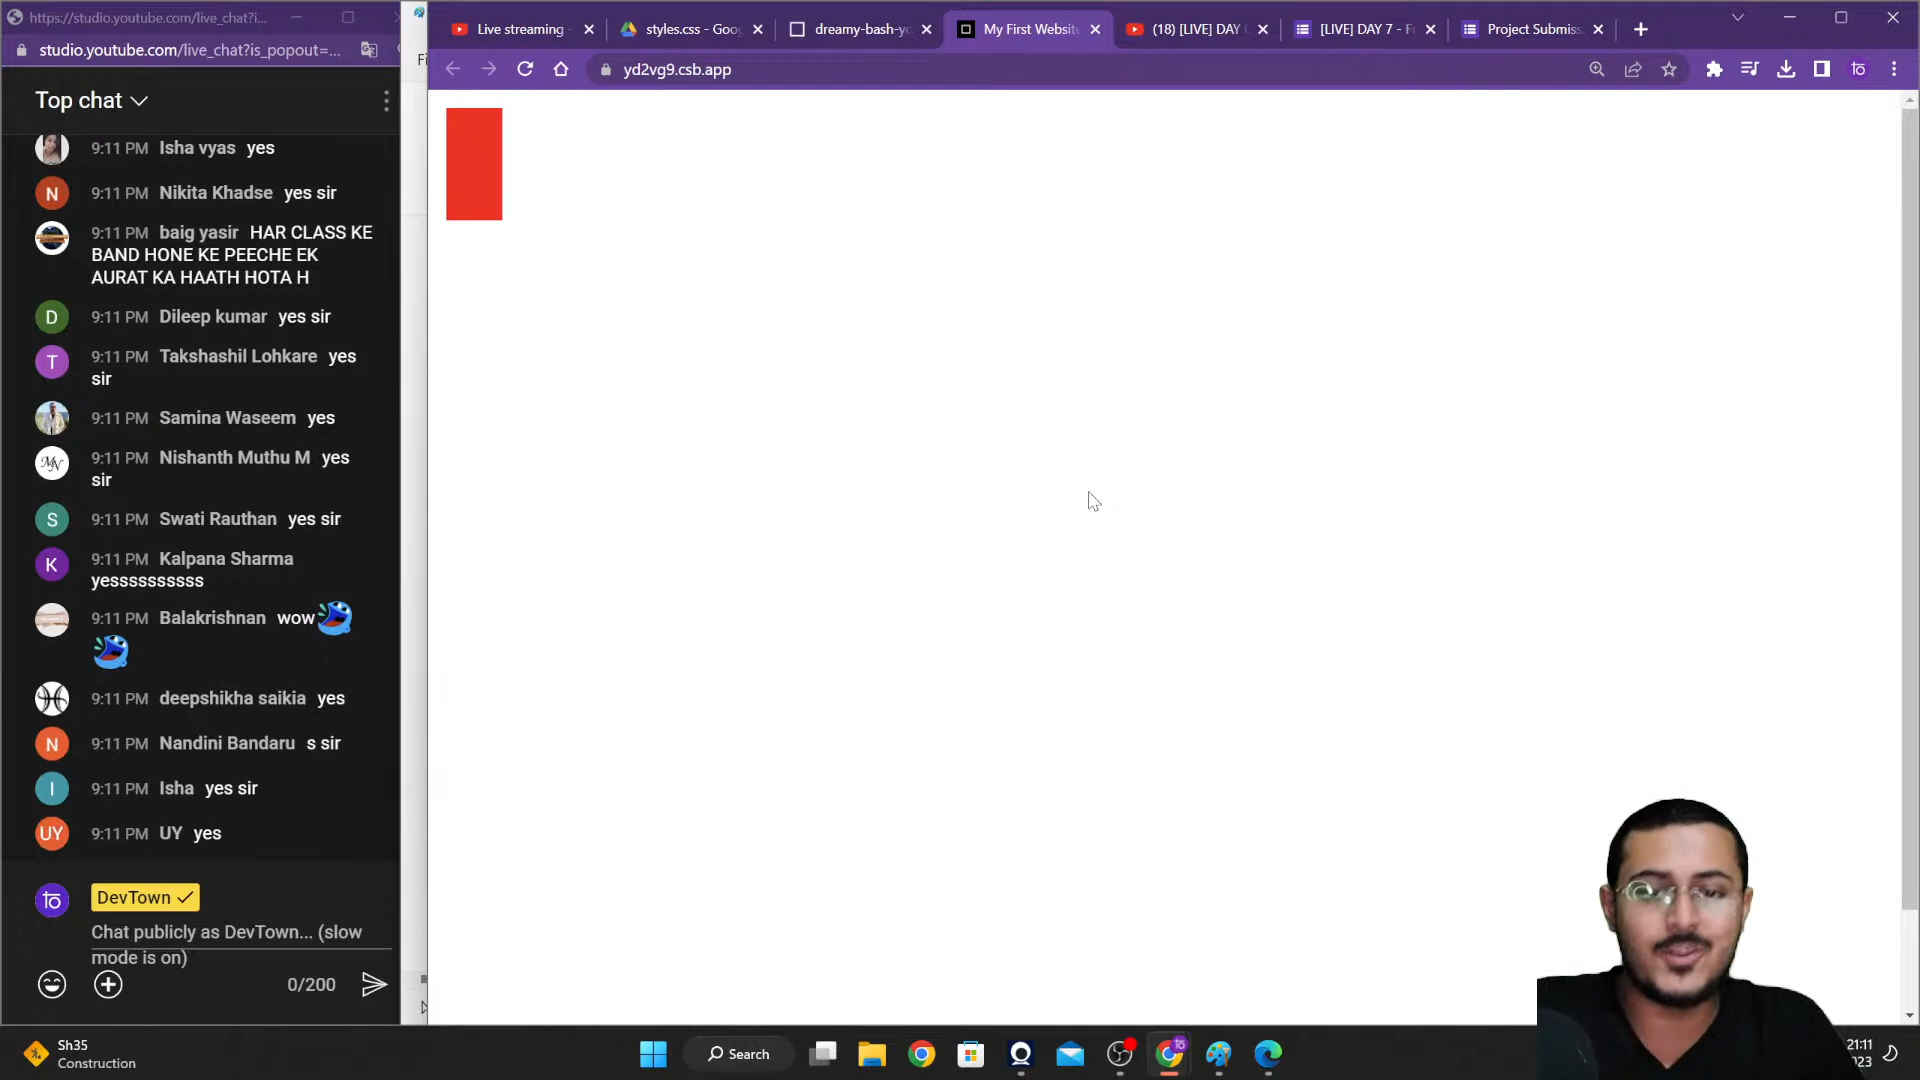 https://studio.youtube.com/live_chat?i...
studio.youtube.com/live_chat?is_popout=...
Top chat
9:11 PM Isha vyas yes
N 9:11 PM Nikita Khadse yes sir
9:11 PM baig yasir HAR CLASS KE
BAND HONE KE PEECHE EK
AURAT KA HAATH HOTA H
D 9:11 PM Dileep kumar yes sir
T 9:11 PM Takshashil Lohkare yes
sir
9:11 PM Samina Waseem yes
MN 9:11 PM Nishanth Muthu M yes
sir
S 9:11 PM Swati Rauthan yes sir
K 9:11 PM Kalpana Sharma
yessssssssss
9:11 PM Balakrishnan wow
9:11 PM deepshikha saikia yes
N 9:11 PM Nandini Bandaru s sir
I 9:11 PM Isha yes sir
UY 9:11 PM UY yes
DevTown
Chat publicly as DevTown... (slow
mode is on)
0/200
Fi
Live streaming -
styles.css - Goog
dreamy-bash-yd
My First Website
(18) [LIVE] DAY
[LIVE] DAY 7 - F
Project Submiss
yd2vg9.csb.app
Sh35
Construction
Search
21:11